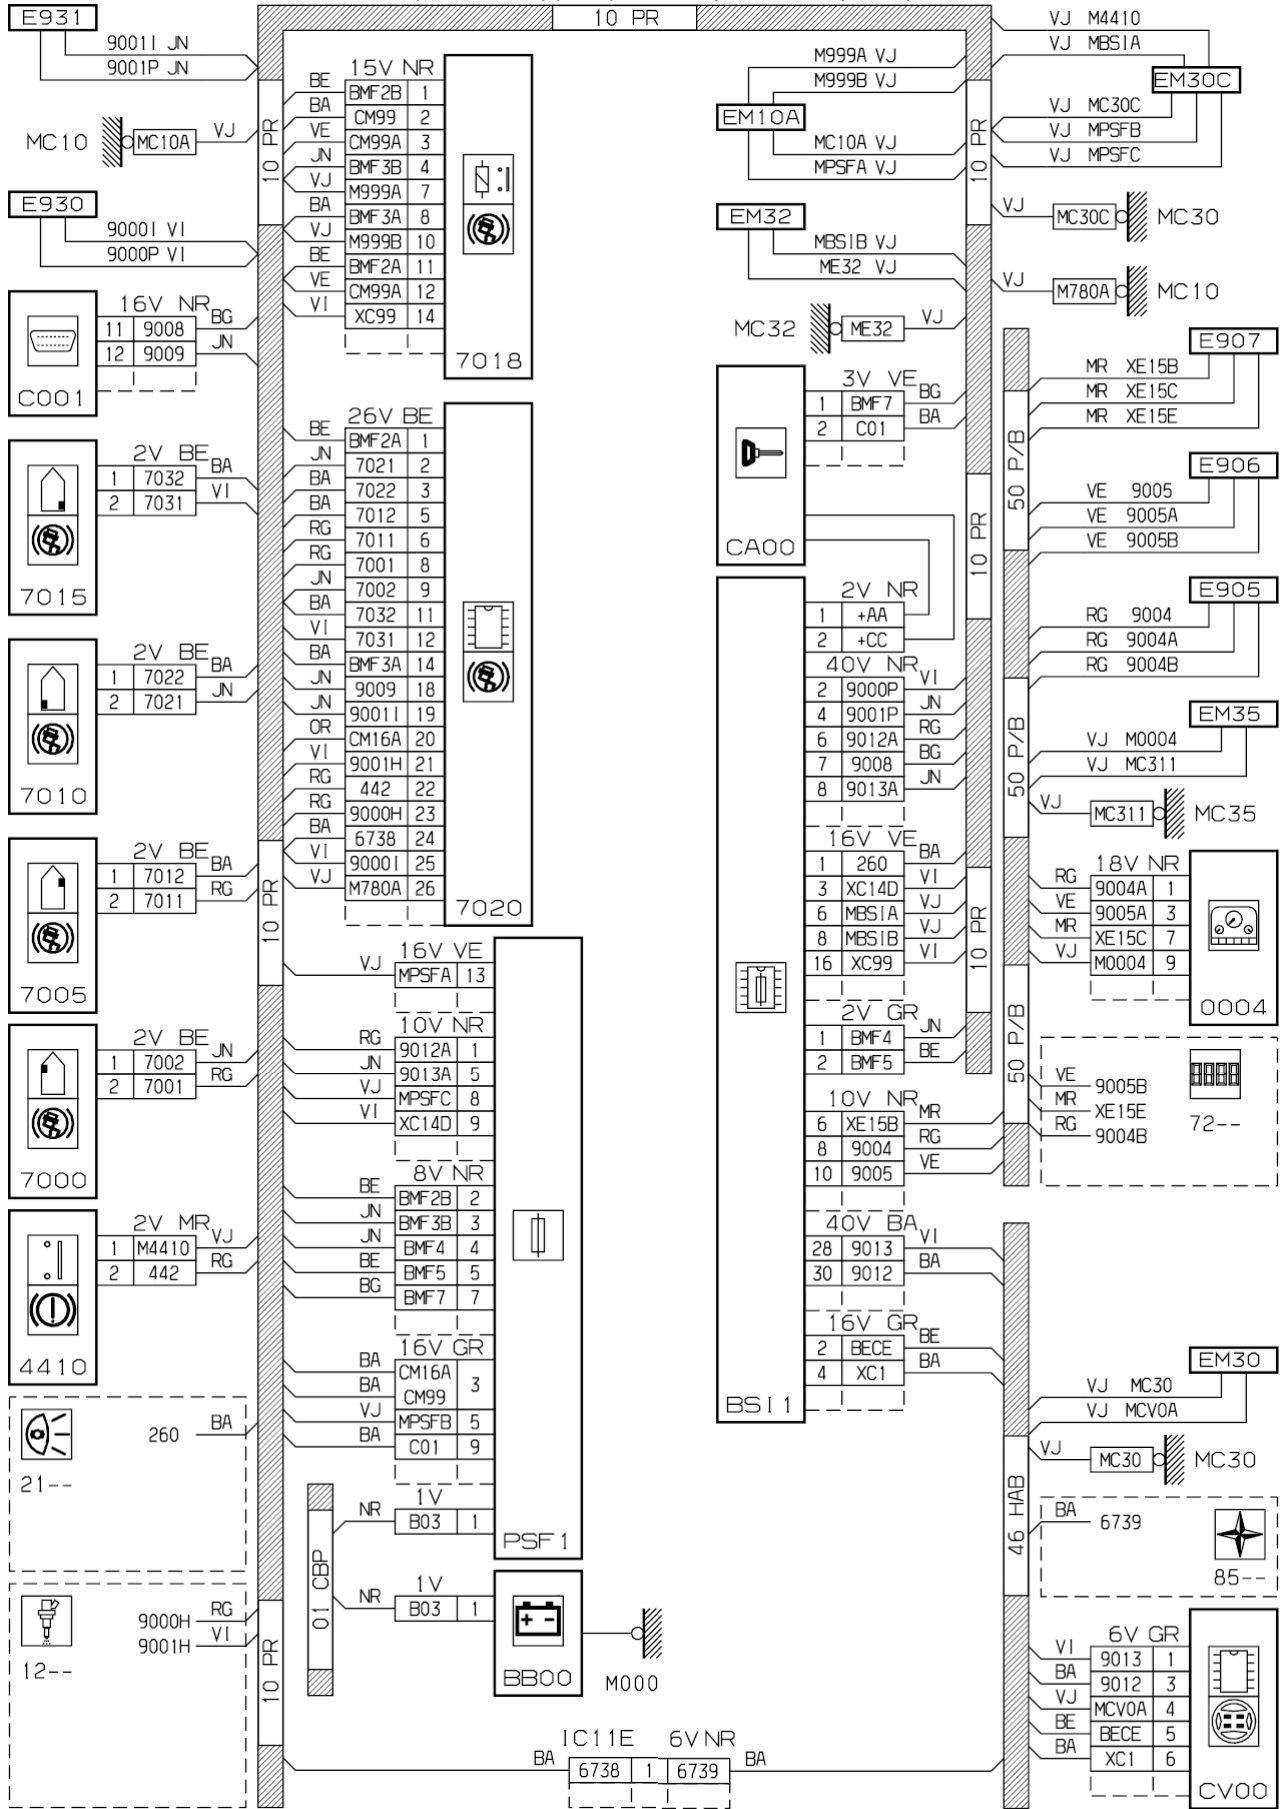 10 PR
E931
9001I JN
9001P JN
MC10
MC10A
VJ
E930
9000I VI
9000P VI
16V NR
11 9008 BG
12 9009 JN
C001
2V BE
1 7032 BA
2 7031 VI
7015
2V BE
1 7022 BA
2 7021 JN
7010
2V BE
1 7012 BA
2 7011 RG
7005
2V BE
1 7002 JN
2 7001 RG
7000
2V MR
1 M4410 VJ
2 442 RG
4410
260 BA
21--
9000H RG
9001H VI
12--
10 PR
10 PR
10 PR
15V NR
BE BMF2B 1
BA CM99 2
VE CM99A 3
JN BMF3B 4
VJ M999A 7
BA BMF3A 8
VJ M999B 10
BE BMF2A 11
VE CM99A 12
VI XC99 14
7018
26V BE
BE BMF2A 1
JN 7021 2
BA 7022 3
BA 7012 5
RG 7011 6
RG 7001 8
JN 7002 9
BA 7032 11
VI 7031 12
BA BMF3A 14
JN 9009 18
JN 9001I 19
OR CM16A 20
VI 9001H 21
RG 442 22
RG 9000H 23
BA 6738 24
VI 9000I 25
VJ M780A 26
7020
16V VE
VJ MPSFA 13
10V NR
RG 9012A 1
JN 9013A 5
VJ MPSFC 8
VI XC14D 9
8V NR
BE BMF2B 2
JN BMF3B 3
JN BMF4 4
BE BMF5 5
BG BMF7 7
16V GR
BA CM16A 3
BA CM99
VJ MPSFB 5
BA C01 9
1V
NR B03 1
PSF1
01 CBP
1V
NR B03 1
BB00
M000
IC11E 6VNR
BA 6738 1 6739 BA
M999A VJ
M999B VJ
EM10A
MC10A VJ
MPSFA VJ
EM32
MBSIB VJ
ME32 VJ
MC32
ME32
VJ
3V VE
1 BMF7 BG
2 C01 BA
CA00
2V NR
1 +AA
2 +CC
40V NR
2 9000P VI
4 9001P JN
6 9012A RG
7 9008 BG
8 9013A JN
16V VE
1 260 BA
3 XC14D VI
6 MBSIA VJ
8 MBSIB VJ
16 XC99 VI
2V GR
1 BMF4 JN
2 BMF5 BE
10V NR
6 XE15B MR
8 9004 RG
10 9005 VE
40V BA
28 9013 VI
30 9012 BA
16V GR
2 BECE BE
4 XC1 BA
BSI1
10 PR
10 PR
10 PR
VJ M4410
VJ MBSIA
EM30C
VJ MC30C
VJ MPSFB
VJ MPSFC
VJ
MC30C
MC30
VJ
M780A
MC10
E907
MR XE15B
MR XE15C
MR XE15E
50 P/B
E906
VE 9005
VE 9005A
VE 9005B
E905
RG 9004
RG 9004A
RG 9004B
50 P/B
EM35
VJ M0004
VJ MC311
VJ
MC311
MC35
18V NR
RG 9004A 1
VE 9005A 3
MR XE15C 7
VJ M0004 9
0004
50 P/B
VE 9005B
MR XE15E
RG 9004B
72--
EM30
VJ MC30
VJ MCV0A
VJ
MC30
MC30
46 HAB
BA 6739
85--
6V GR
VI 9013 1
BA 9012 3
VJ MCV0A 4
BE BECE 5
BA XC1 6
CV00